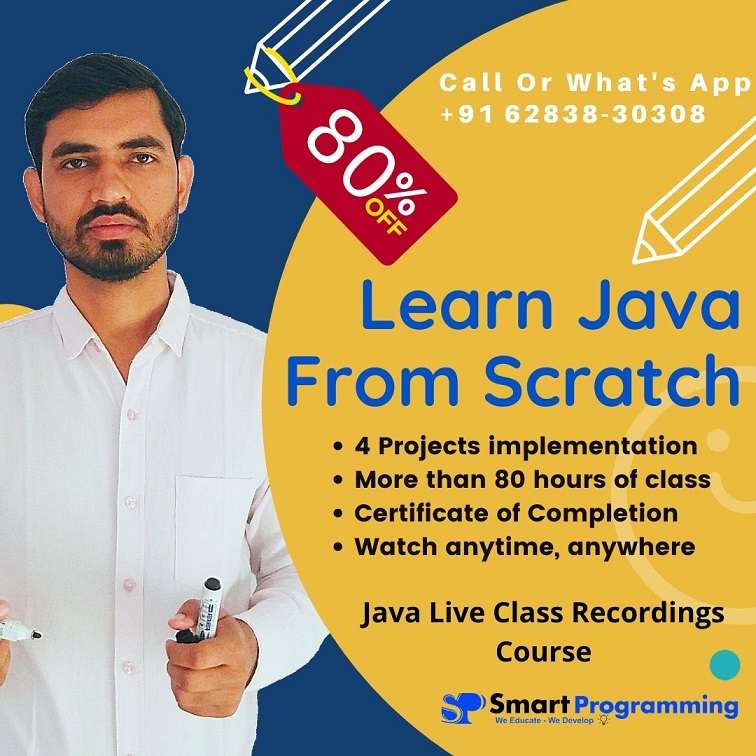 Call Or What's App
+91 62838-30308
80%
OFF
Learn Java
From Scratch
• 4 Projects implementation
• More than 80 hours of class
• Certificate of Completion
• Watch anytime, anywhere
Java Live Class Recordings
Course
SP Smart Programming
We Educate - We Develop